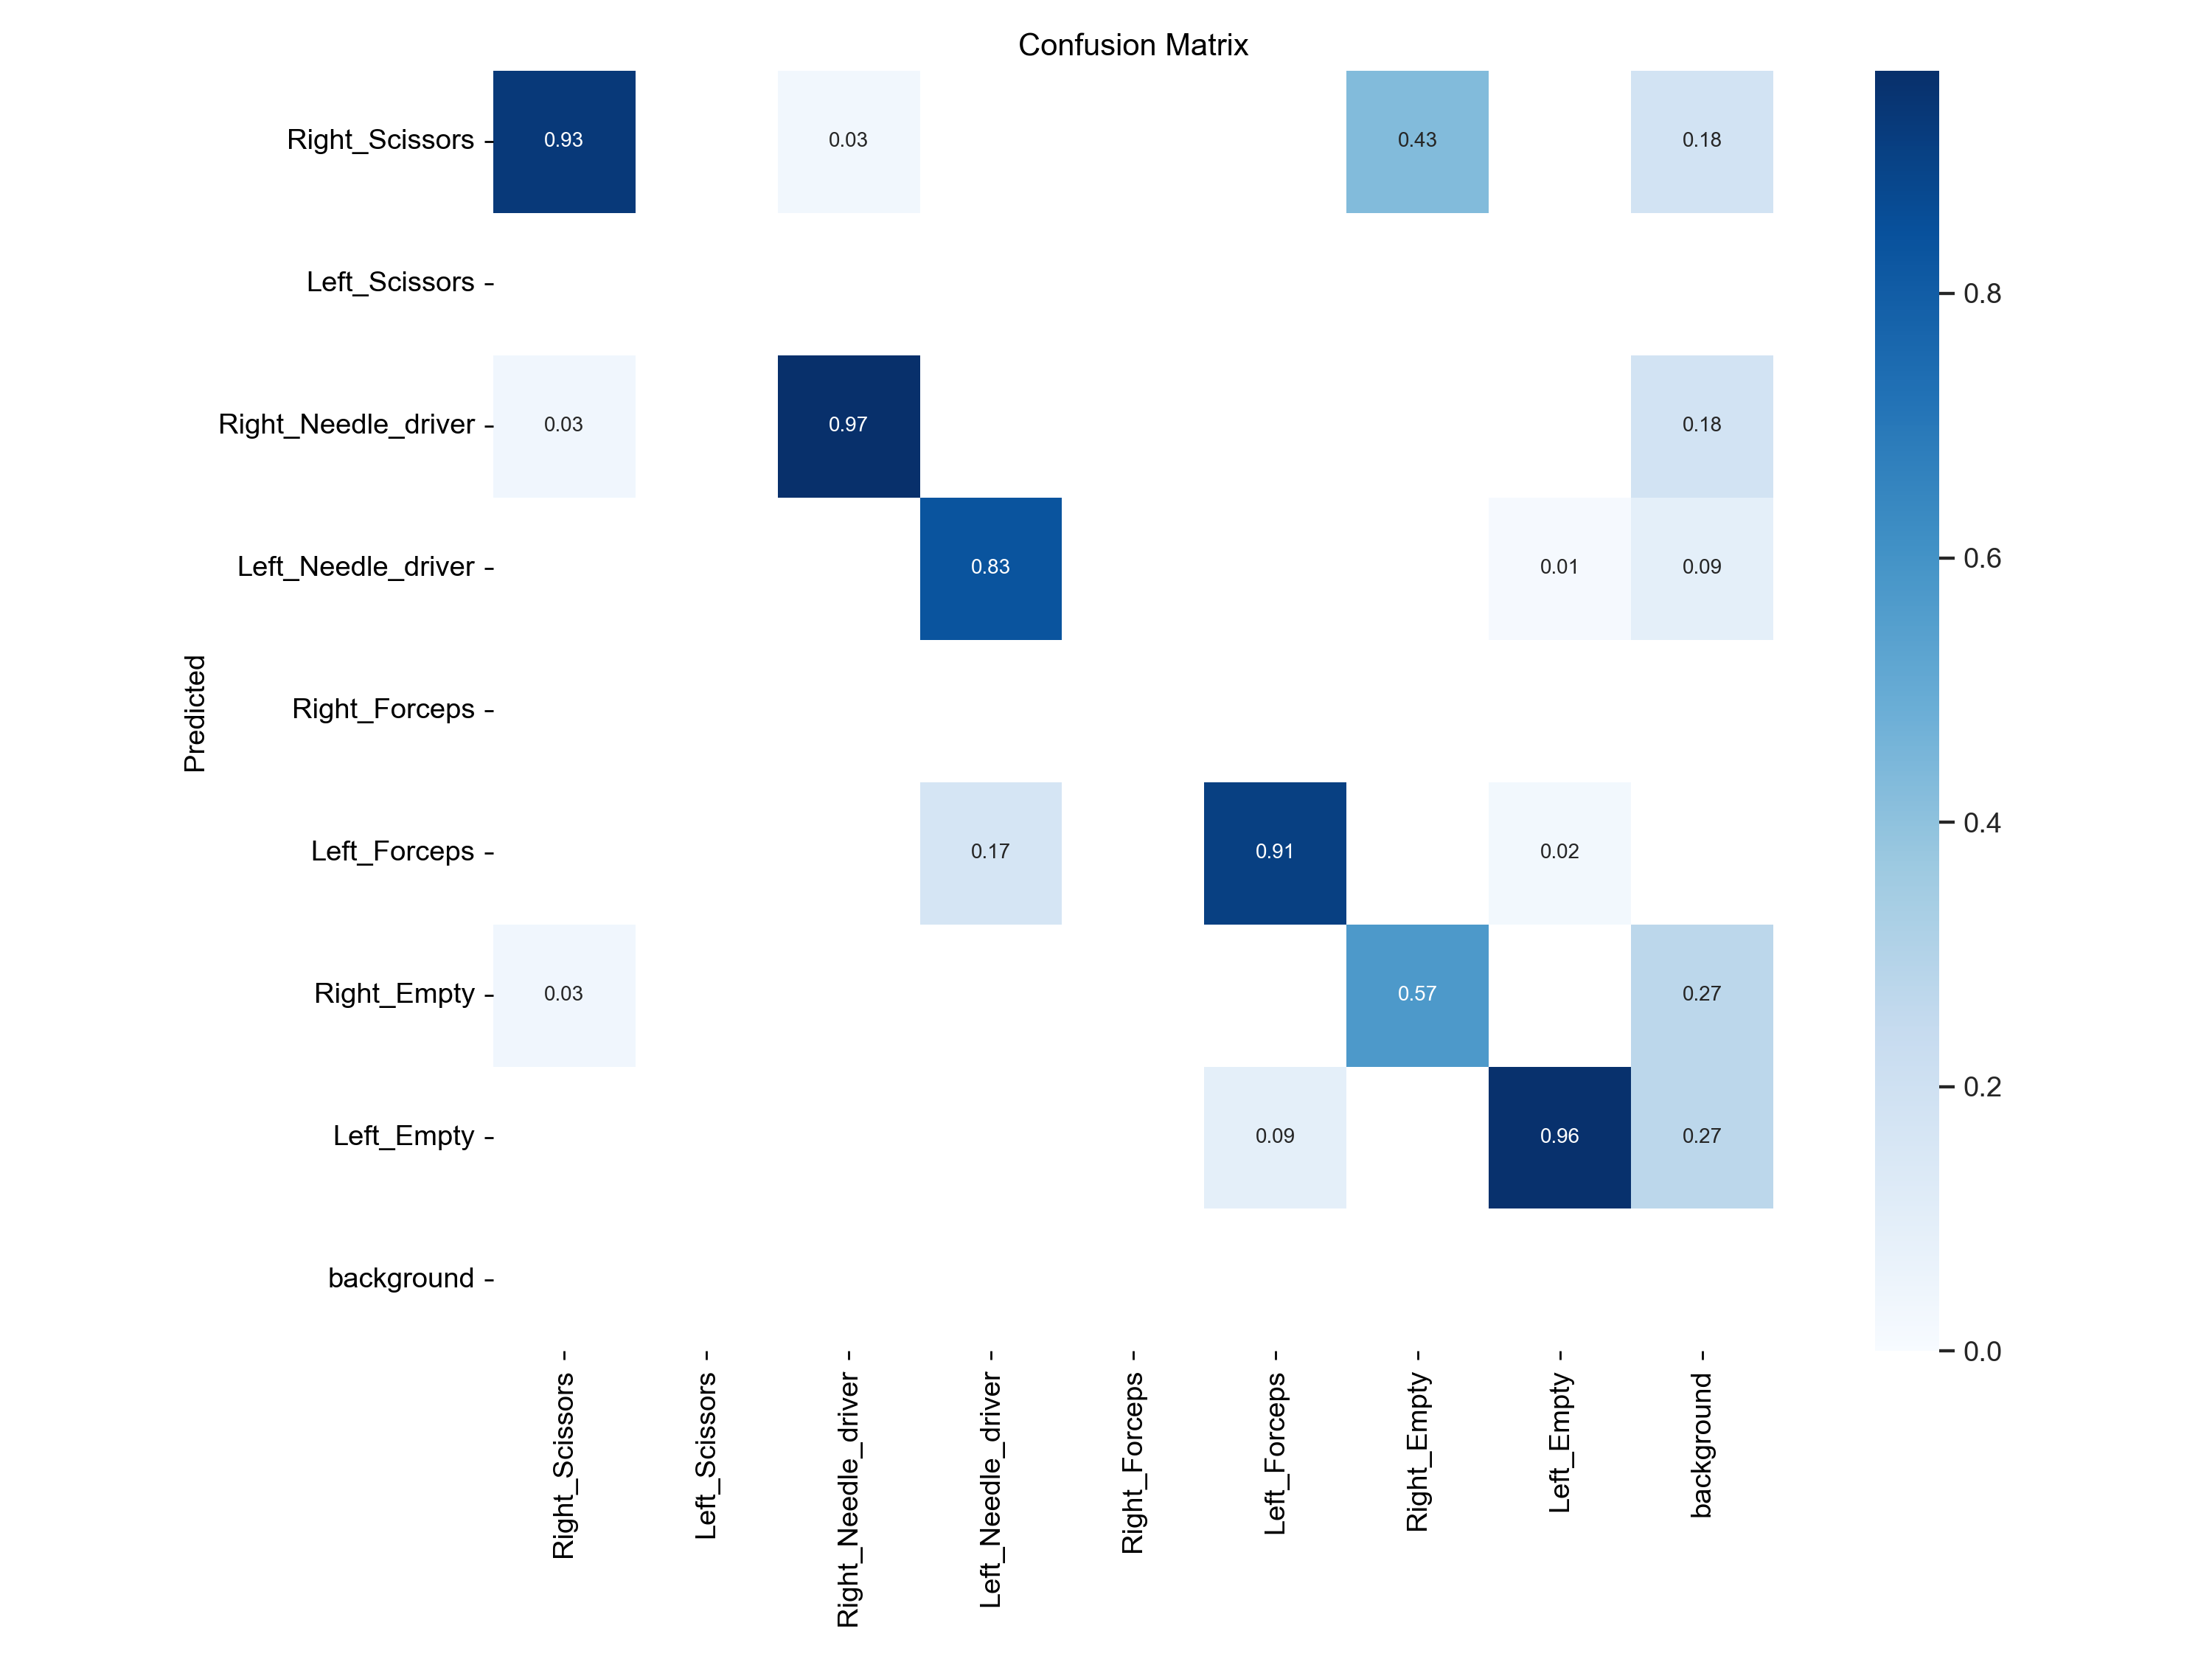 Confusion Matrix
Right_Scissors 0.93 0.03 0.43 0.18
Left_Scissors
0.8
Right_Needle_driver 0.03 0.97 0.18
Left_Needle_driver 0.83 0.01 0.09
0.6
Predicted
Right_Forceps
0.4
Left_Forceps 0.17 0.91 0.02
Right_Empty 0.03 0.57 0.27
0.2
Left_Empty 0.09 0.96 0.27
background
0.0
Right_Scissors
Left_Scissors
Right_Needle_driver
Left_Needle_driver
Right_Forceps
Left_Forceps
Right_Empty
Left_Empty
background